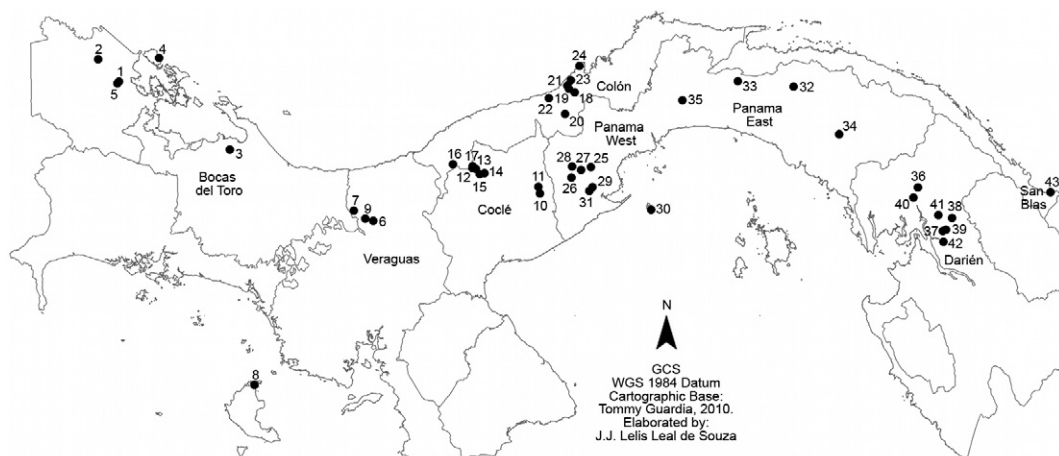 24
2
4
21
23
Colón
1
33
32
5
19
18
35
22
Panama
East
20
Panama
West
34
3
16
17
13
28
27
25
Bocas
del Toro
12
14
15
11
26
29
36
San
Blas
43
10
31
40
41
38
7
9
Coclé
30
6
37
39
42
Veraguas
Darién
N
8
GCS
WGS 1984 Datum
Cartographic Base:
Tommy Guardia, 2010.
Elaborated by:
J.J. Lelis Leal de Souza